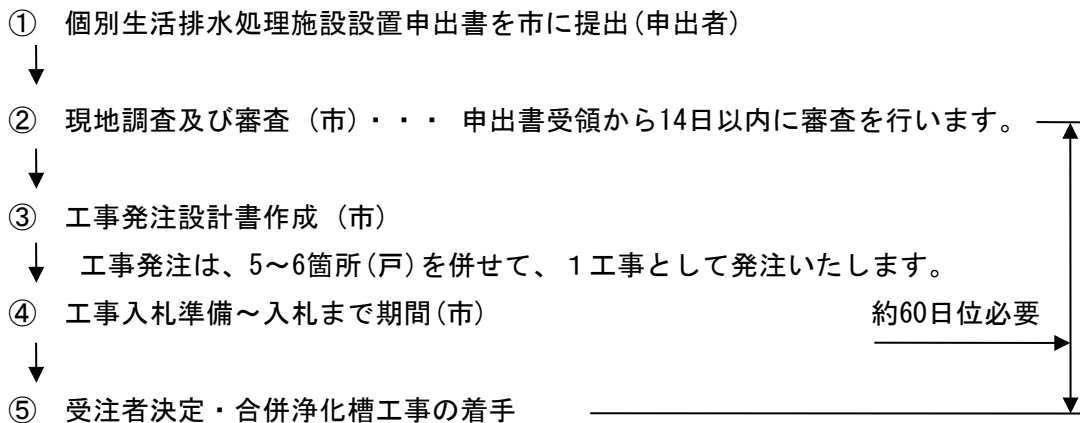 ① 個別生活排水処理施設設置申出書を市に提出(申出者)
② 現地調査及び審査 (市)・・・ 申出書受領から14日以内に審査を行います。
③ 工事発注設計書作成 (市)
工事発注は、5～6箇所(戸)を併せて、１工事として発注いたします。
④ 工事入札準備～入札まで期間(市) 約60日位必要
⑤ 受注者決定・合併浄化槽工事の着手